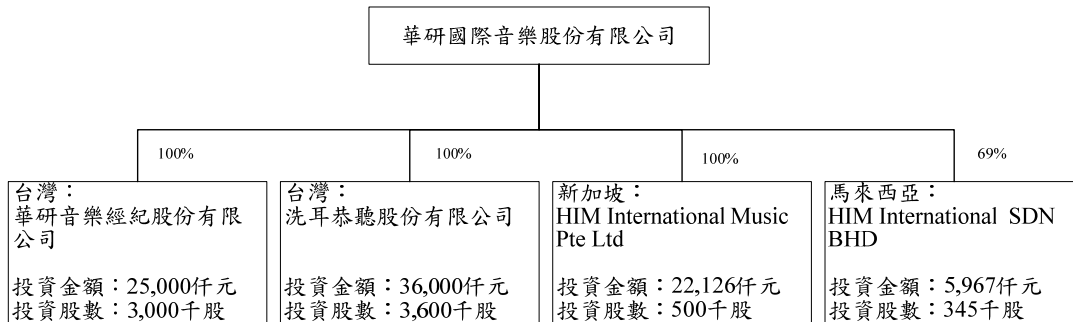 華研國際音樂股份有限公司
100%
100%
100%
69%
台灣：
華研音樂經紀股份有限
公司
投資金額：25,000仟元
投資股數：3,000千股
台灣：
洗耳恭聽股份有限公司
投資金額：36,000仟元
投資股數：3,600千股
新加坡：
HIM International Music
Pte Ltd
投資金額：22,126仟元
投資股數：500千股
馬來西亞：
HIM International SDN
BHD
投資金額：5,967仟元
投資股數：345千股